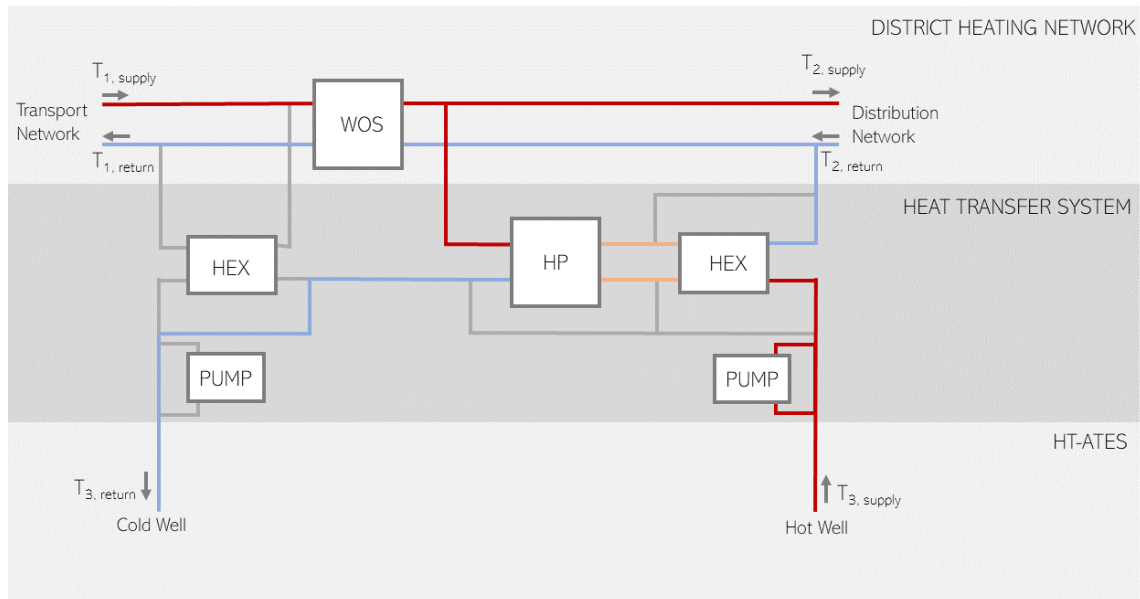 DISTRICT HEATING NETWORK
T1, supply
T2, supply
Transport
Network
WOS
Distribution
Network
T1, return
T2, return
HEAT TRANSFER SYSTEM
HEX
HP
HEX
PUMP
PUMP
HT-ATES
T3, return
T3, supply
Cold Well
Hot Well